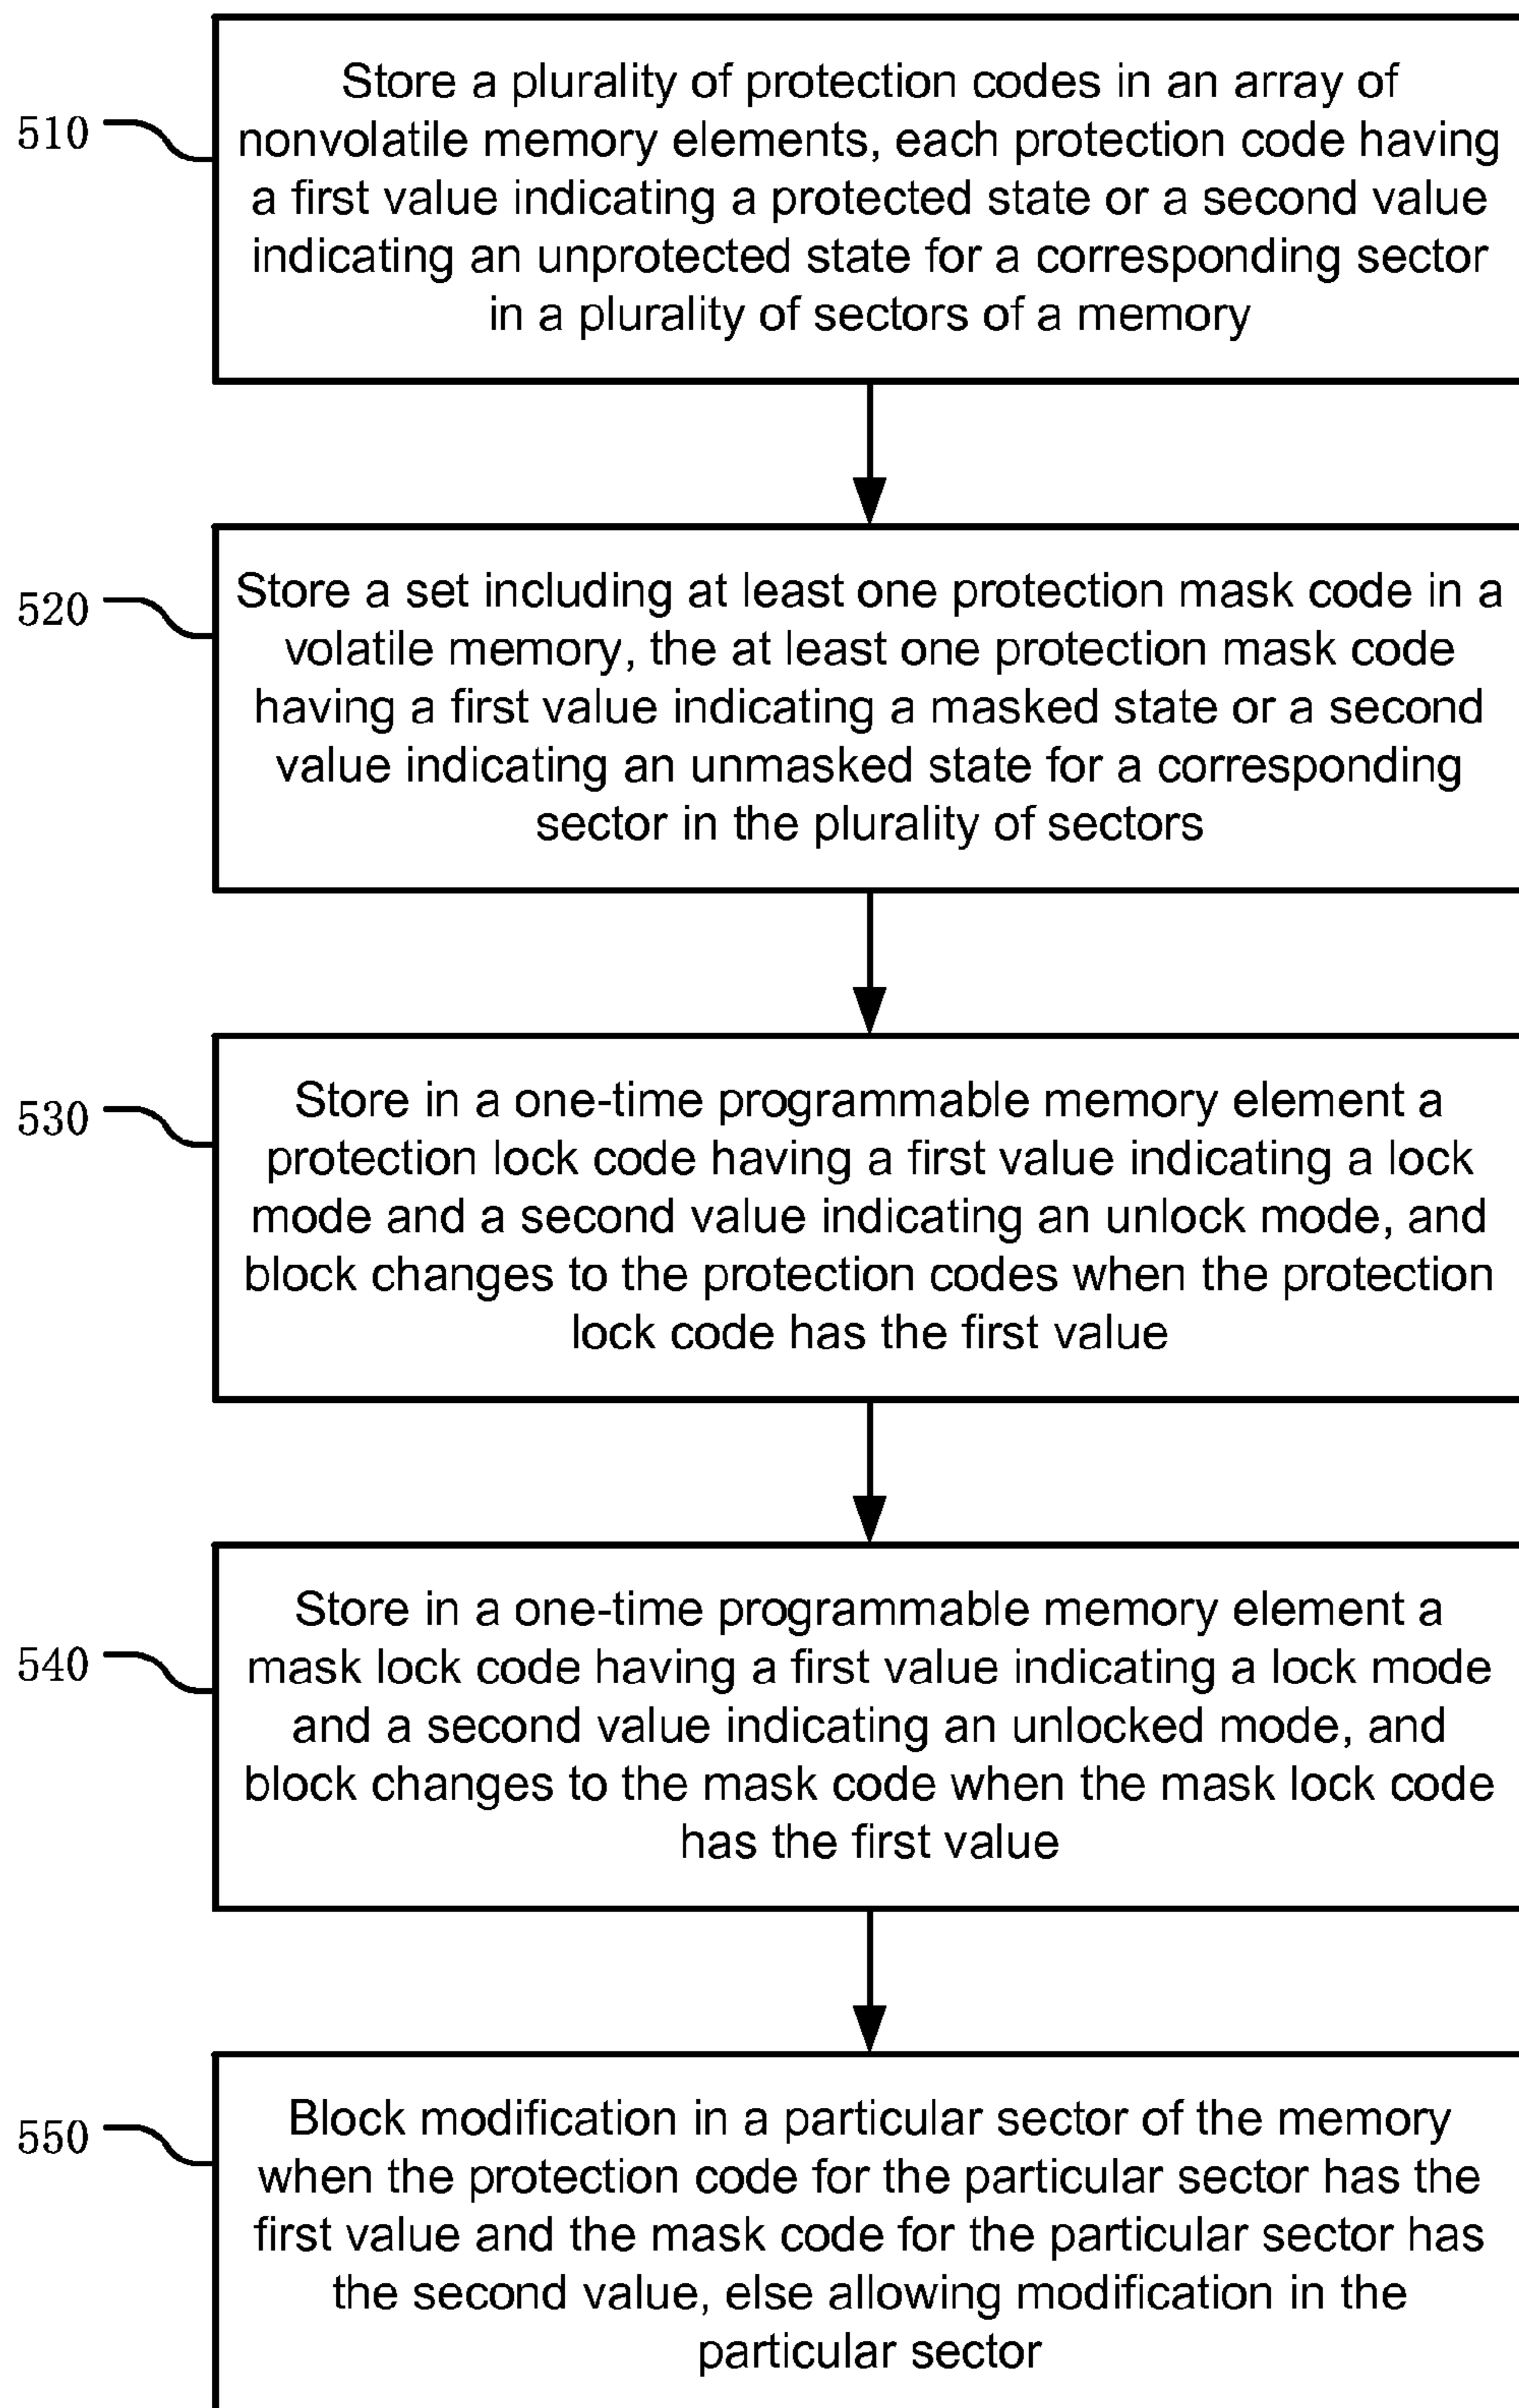 510
Store a plurality of protection codes in an array of
nonvolatile memory elements, each protection code having
a first value indicating a protected state or a second value
indicating an unprotected state for a corresponding sector
in a plurality of sectors of a memory
520
Store a set including at least one protection mask code in a
volatile memory, the at least one protection mask code
having a first value indicating a masked state or a second
value indicating an unmasked state for a corresponding
sector in the plurality of sectors
530
Store in a one-time programmable memory element a
protection lock code having a first value indicating a lock
mode and a second value indicating an unlock mode, and
block changes to the protection codes when the protection
lock code has the first value
540
Store in a one-time programmable memory element a
mask lock code having a first value indicating a lock mode
and a second value indicating an unlocked mode, and
block changes to the mask code when the mask lock code
has the first value
550
Block modification in a particular sector of the memory
when the protection code for the particular sector has the
first value and the mask code for the particular sector has
the second value, else allowing modification in the
particular sector